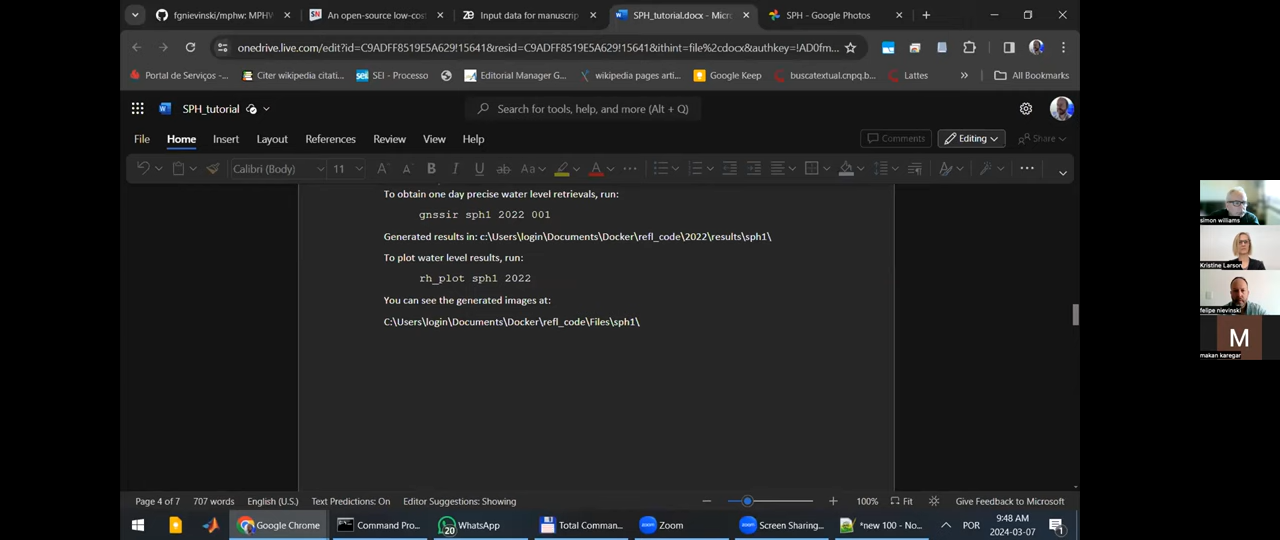 fgnievinski/mphw: MPHV
An open-source low-cost
Input data for manuscrip
SPH_tutorial.docx - Micr
SPH - Google Photos
onedrive.live.com/edit?id=C9ADFF8519E5A629!15641&resid=C9ADFF8519E5A629!15641&ithint=file%2cdocx&authkey=!AD0fm...
Portal de Serviços -...
Citer wikipedia citati...
SEI - Processo
Editorial Manager G...
wikipedia pages arti...
Google Keep
buscatextual.cnpq.b...
Lattes
All Bookmarks
SPH_tutorial
Search for tools, help, and more (Alt + Q)
File Home Insert Layout References Review View Help
Comments Editing Share
Calibri (Body) 11
To obtain one day precise water level retrievals, run:
gnssir sph1 2022 001
Generated results in: c:\Users\login\Documents\Docker\refl_code\2022\results\sph1\
To plot water level results, run:
rh_plot sph1 2022
You can see the generated images at:
C:\Users\login\Documents\Docker\refl_code\Files\sph1\
simon williams
Kristine Larson
felipe nievinski
M
makan karegar
Page 4 of 7 707 words English (U.S.) Text Predictions: On Editor Suggestions: Showing 100% Fit Give Feedback to Microsoft
Google Chrome
Command Pro...
20
WhatsApp
Total Comman...
zoom
Zoom
zoom
Screen Sharing...
*new 100 - No...
POR
9:48 AM
2024-03-07
1